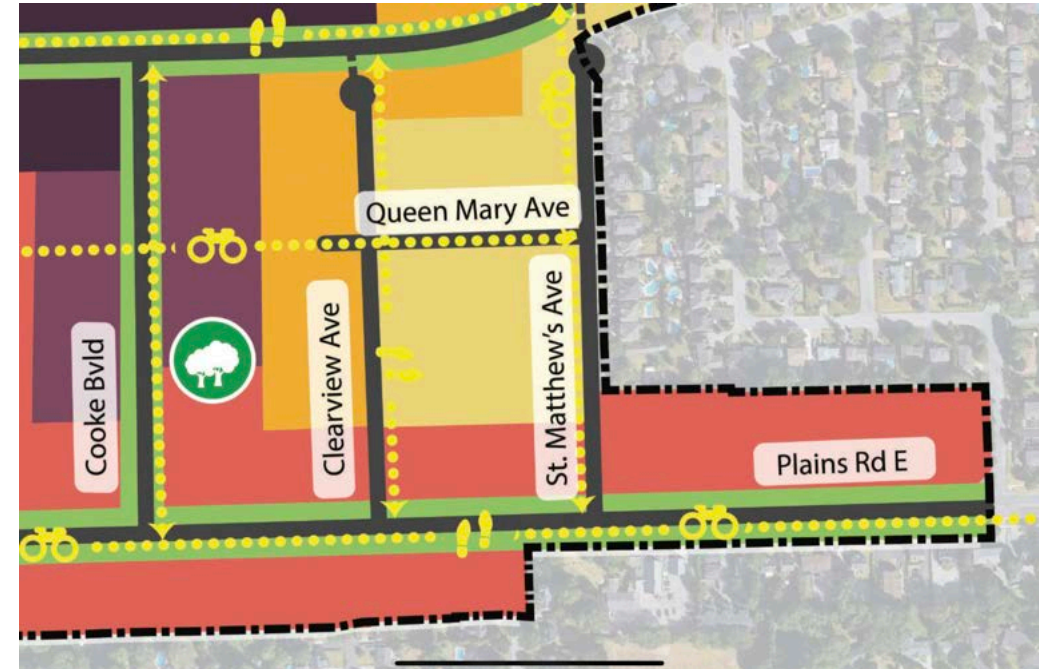 Queen Mary Ave
Cooke Bvld
Clearview Ave
St. Matthew's Ave
Plains Rd E